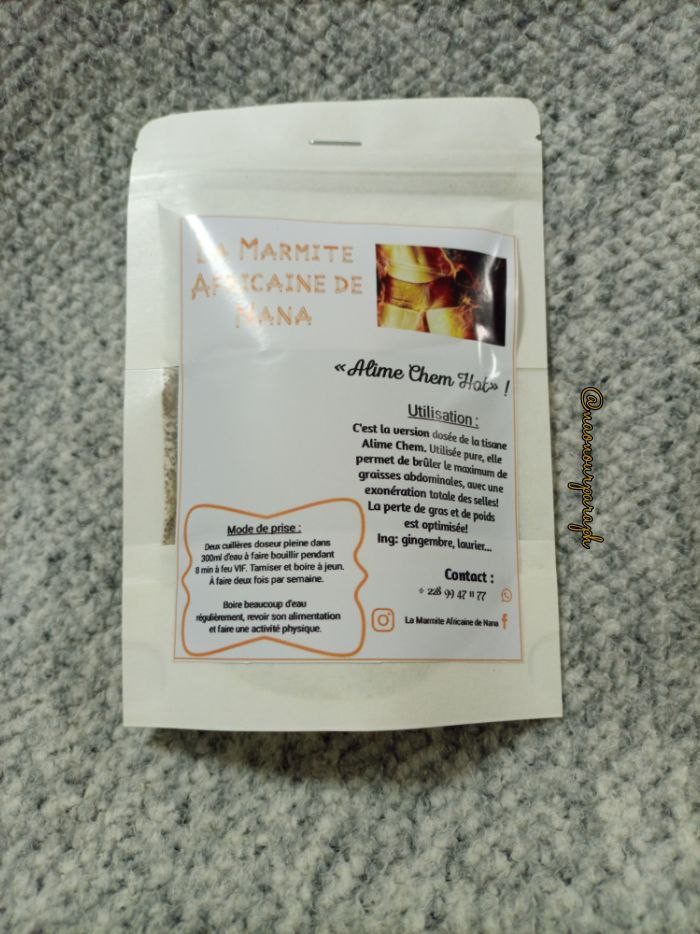 La Marmite
Africaine de
Nana
«Alime Chem Hot» !
Utilisation :
C'est la version dosée de la tisane
Alime Chem. Utilisée pure, elle
permet de brûler le maximum de
graisses abdominales, avec une
exonération totale des selles!
La perte de gras et de poids
est optimisée!
Ing: gingembre, laurier...
Mode de prise :
Deux cuillères doseur pleine dans
300ml d'eau à faire bouillir pendant
8 min à feu VIF. Tamiser et boire à jeun.
À faire deux fois par semaine.
Boire beaucoup d'eau
régulièrement, revoir son alimentation
et faire une activité physique.
Contact :
+ 228 99 47 11 77
La Marmite Africaine de Nana